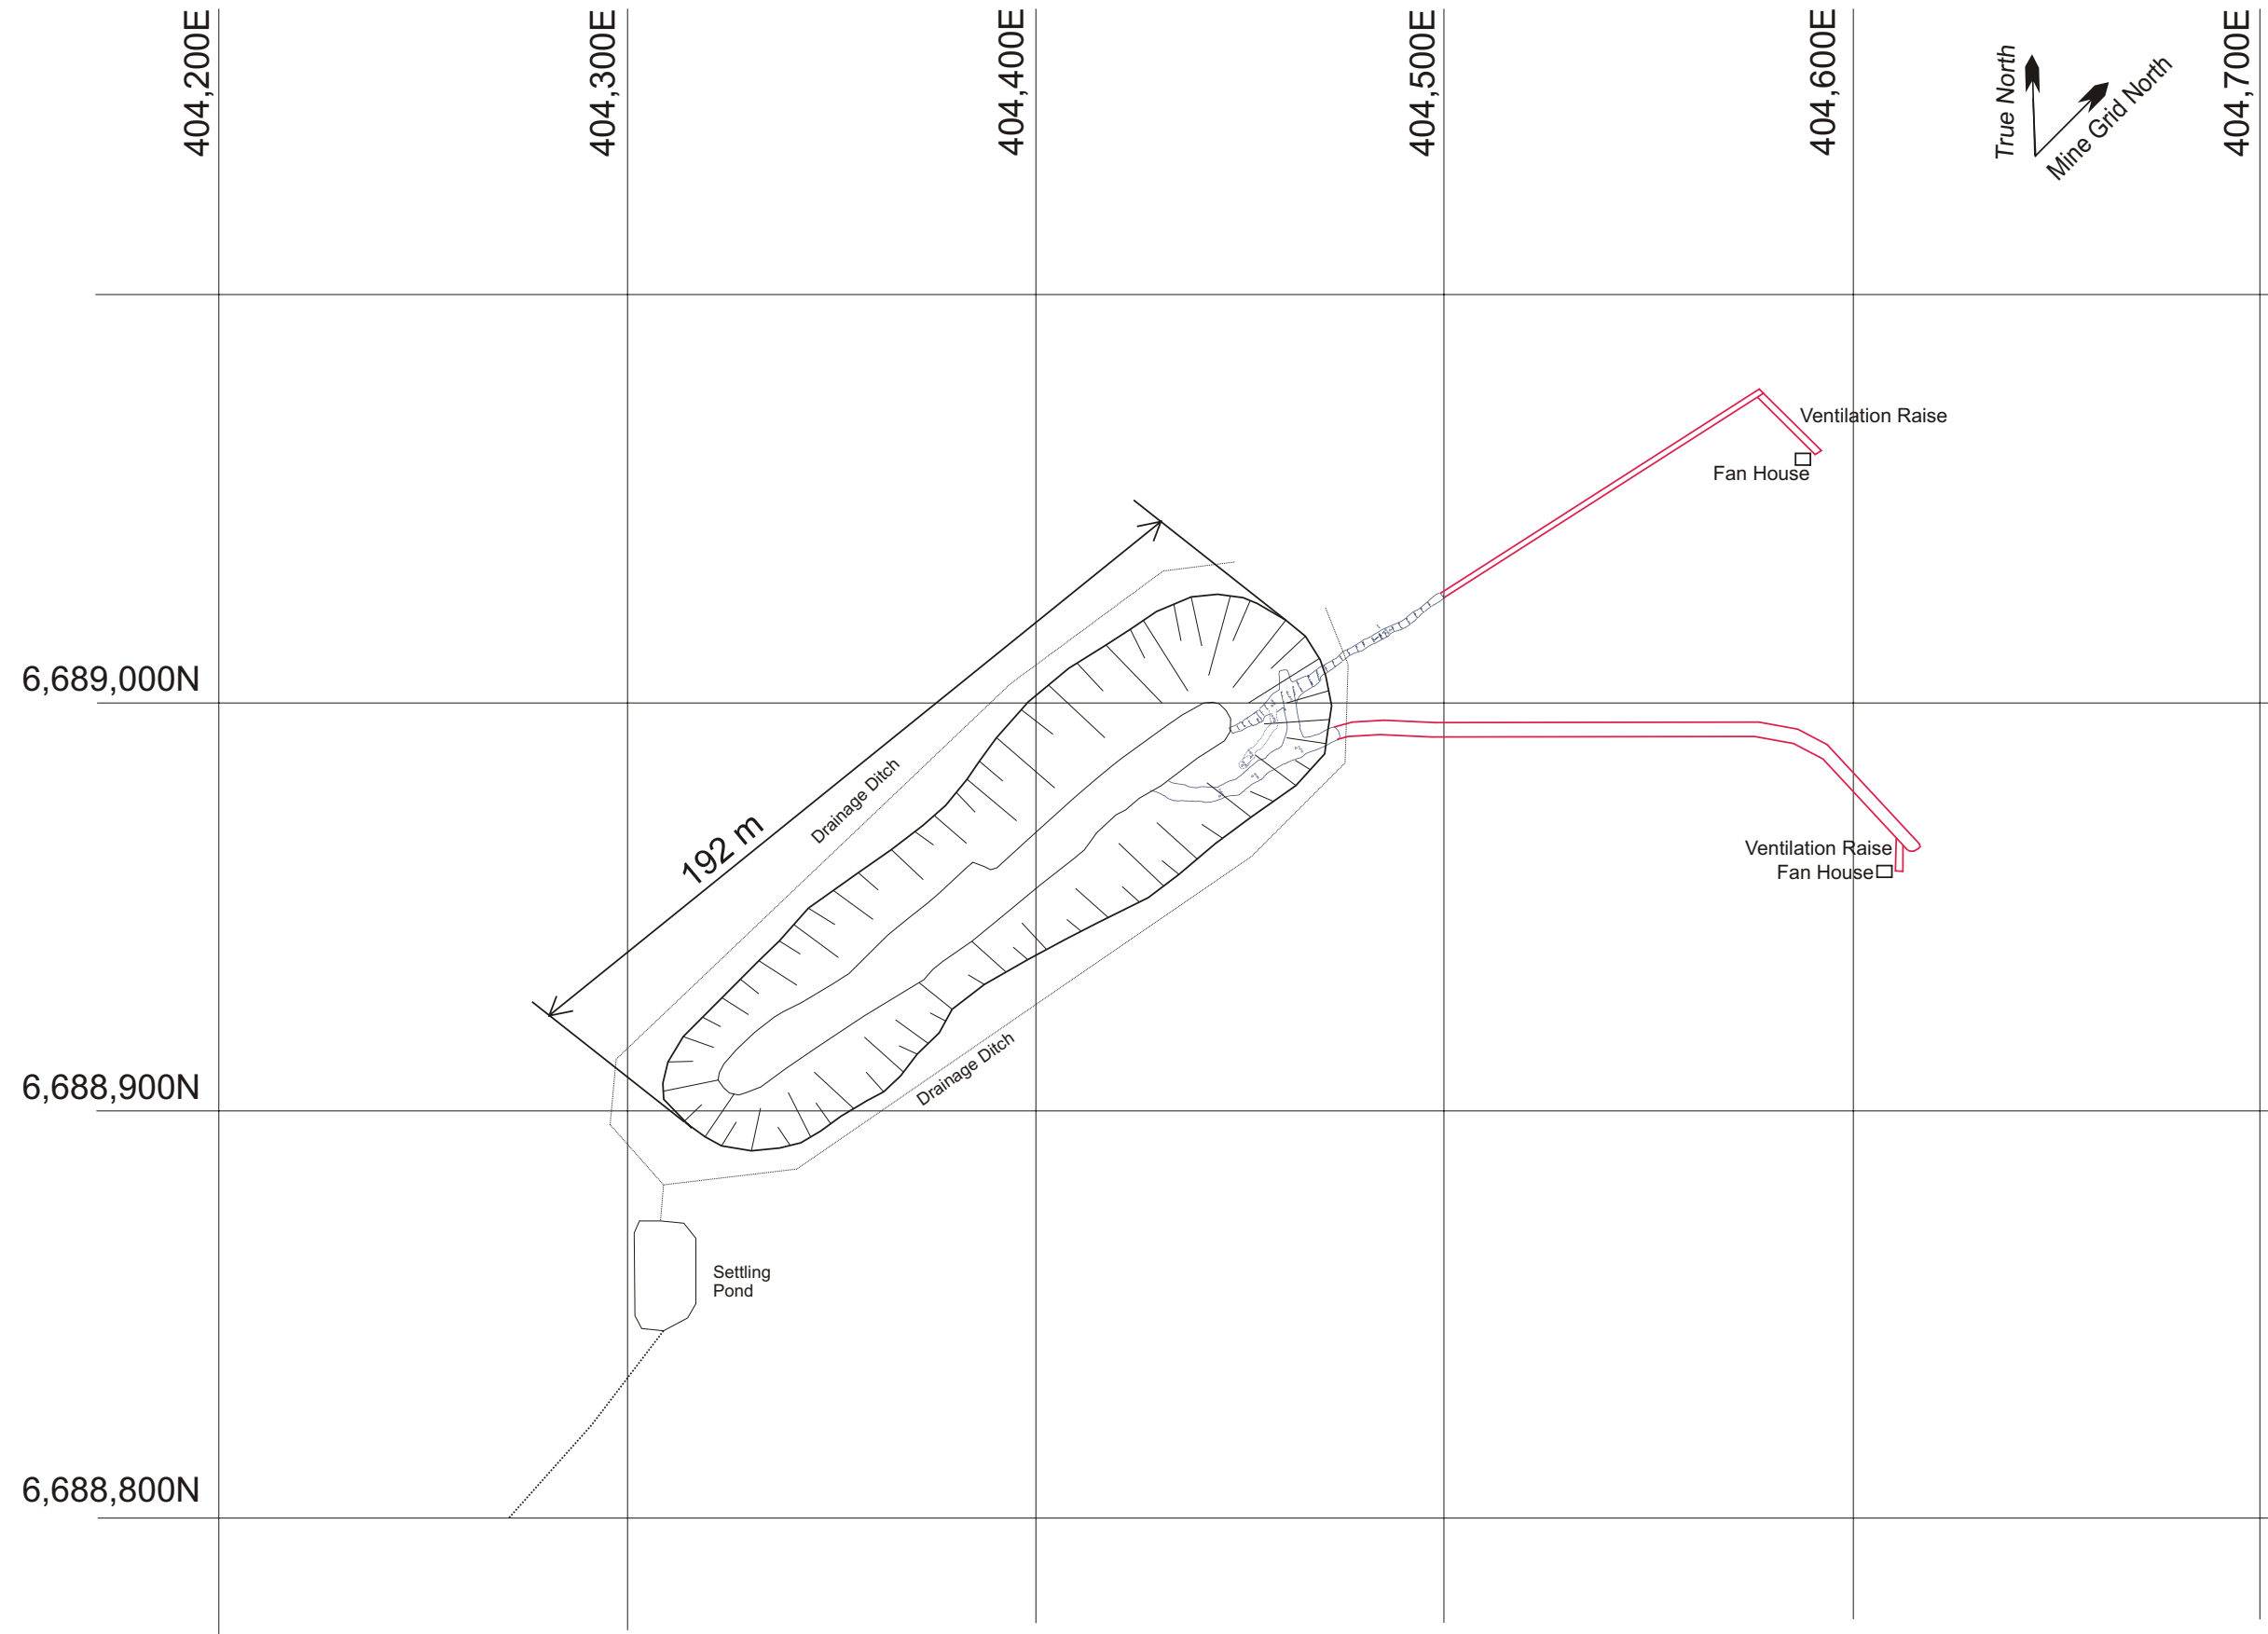 404,200E
404,300E
404,400E
404,500E
404,600E
404,700E
True North
Mine Grid North
Ventilation Raise
Fan House
6,689,000N
192 m
Drainage Ditch
Ventilation Raise
Fan House
Drainage Ditch
6,688,900N
Settling
Pond
6,688,800N